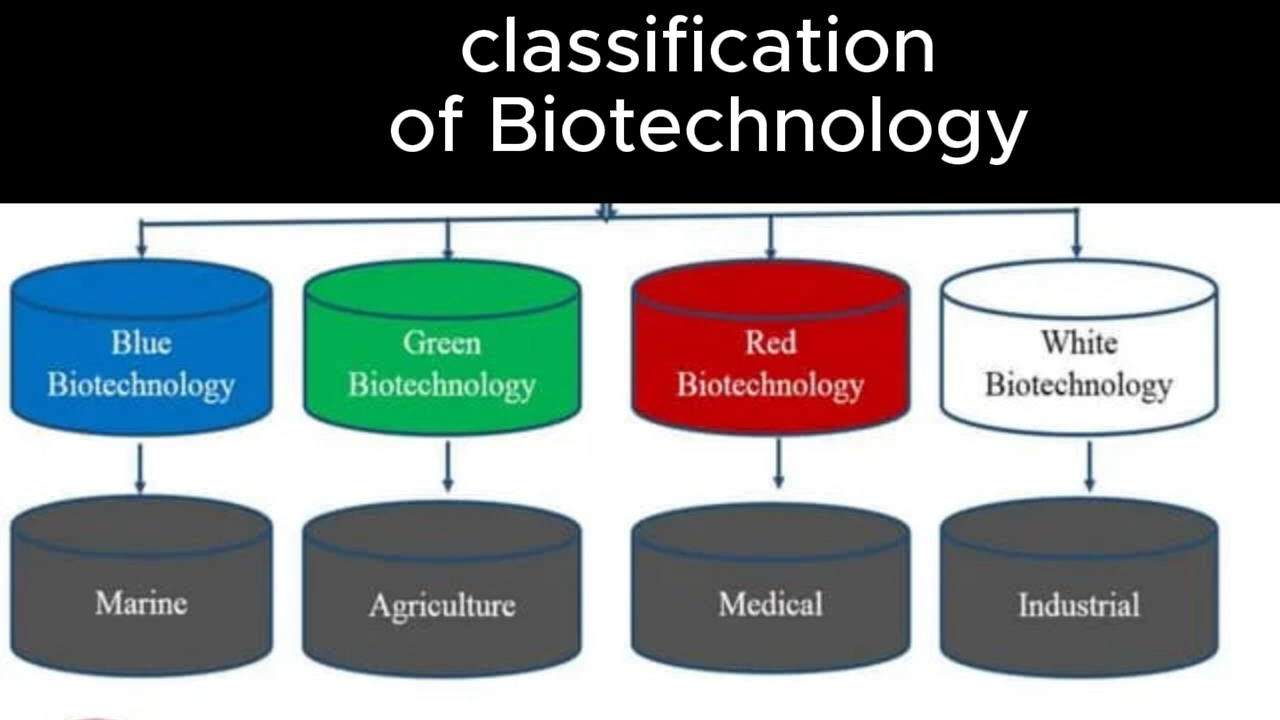 classification
of Biotechnology
Blue
Biotechnology
Green
Biotechnology
Red
Biotechnology
White
Biotechnology
Marine
Agriculture
Medical
Industrial